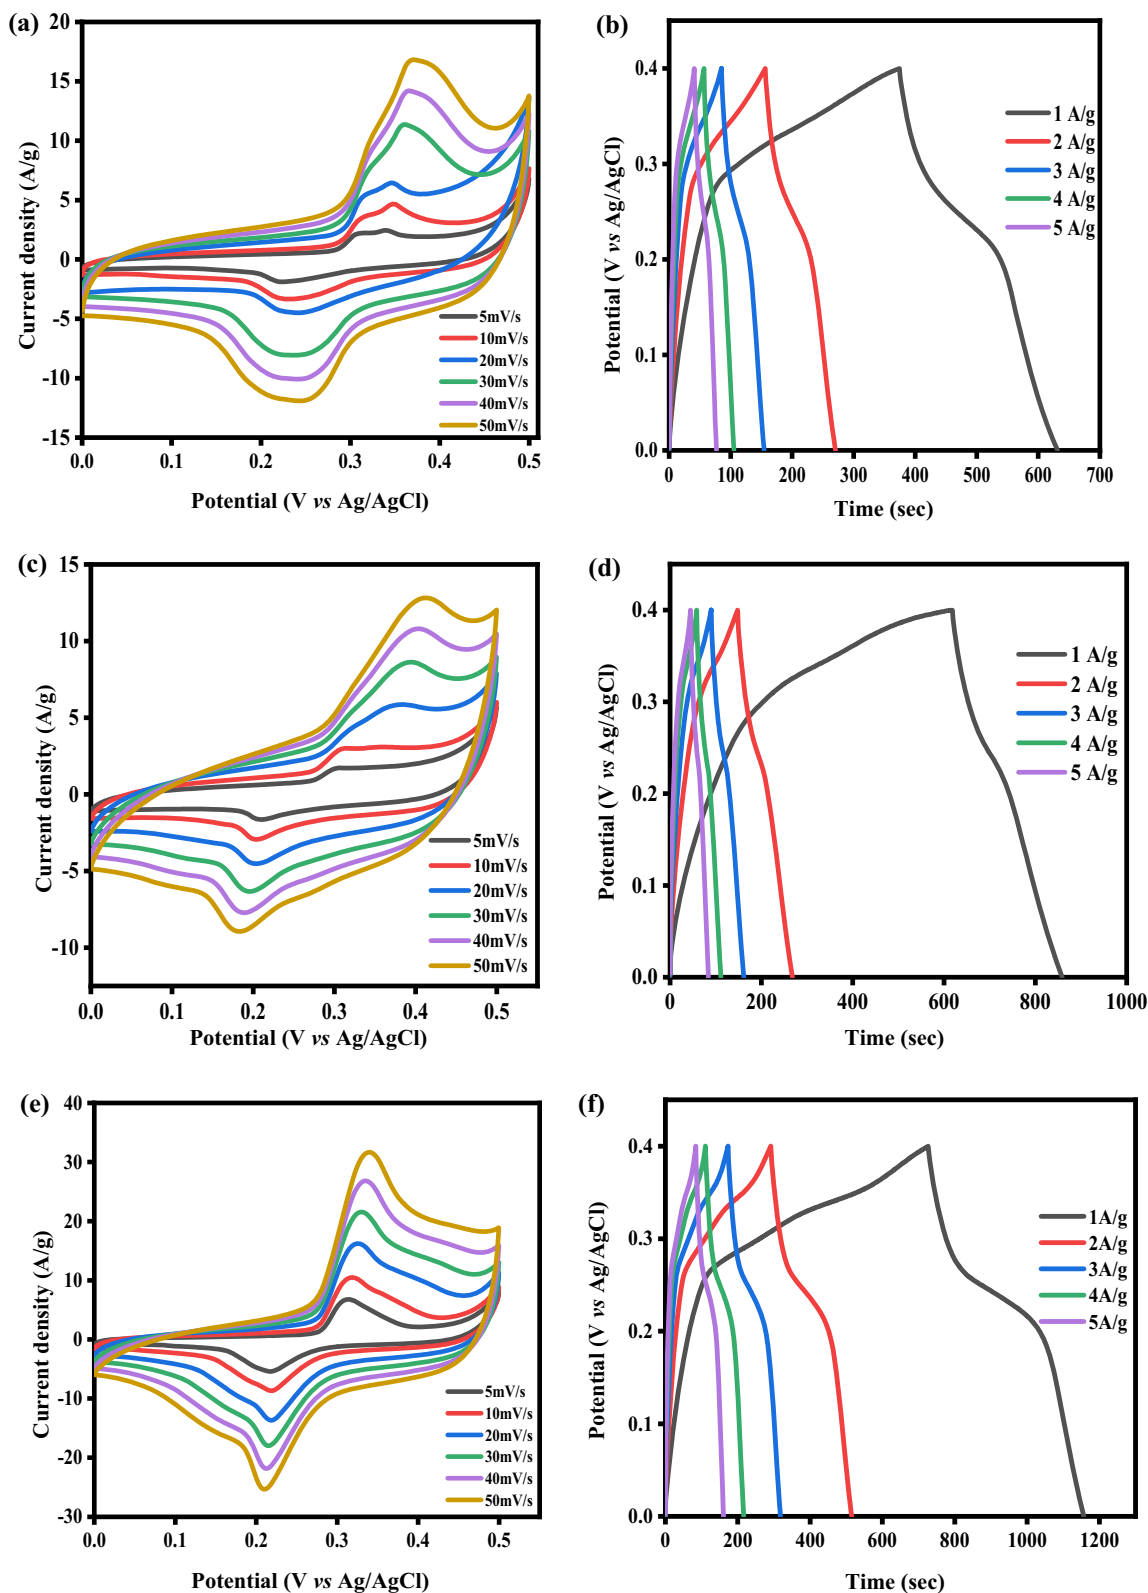 (a)
20
15
10
5
0
-5
-10
-15
Current density (A/g)
5mV/s
10mV/s
20mV/s
30mV/s
40mV/s
50mV/s
0.0 0.1 0.2 0.3 0.4 0.5
Potential (V vs Ag/AgCl)
(b)
0.4
0.3
0.2
0.1
0.0
Potential (V vs Ag/AgCl)
1 A/g
2 A/g
3 A/g
4 A/g
5 A/g
0 100 200 300 400 500 600 700
Time (sec)
(c)
15
10
5
0
-5
-10
Current density (A/g)
5mV/s
10mV/s
20mV/s
30mV/s
40mV/s
50mV/s
0.0 0.1 0.2 0.3 0.4 0.5
Potential (V vs Ag/AgCl)
(d)
0.4
0.3
0.2
0.1
0.0
Potential (V vs Ag/AgCl)
1 A/g
2 A/g
3 A/g
4 A/g
5 A/g
0 200 400 600 800 1000
Time (sec)
(e)
40
30
20
10
0
-10
-20
-30
Current density (A/g)
5mV/s
10mV/s
20mV/s
30mV/s
40mV/s
50mV/s
0.0 0.1 0.2 0.3 0.4 0.5
Potential (V vs Ag/AgCl)
(f)
0.4
0.3
0.2
0.1
0.0
Potential (V vs Ag/AgCl)
1A/g
2A/g
3A/g
4A/g
5A/g
0 200 400 600 800 1000 1200
Time (sec)